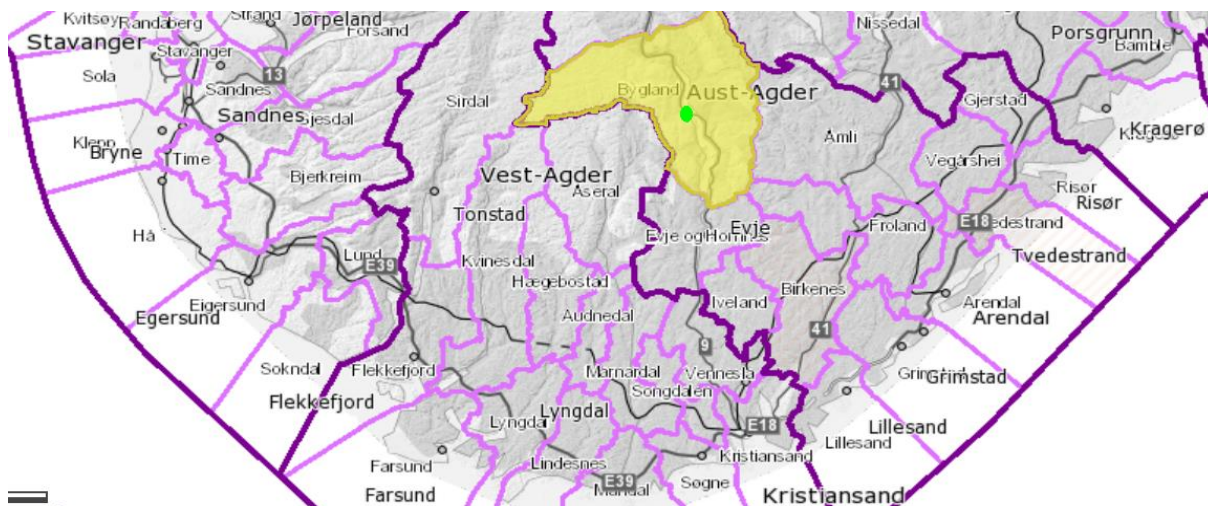 Kvitsøy
Strand
Jørpeland
Nissedal
Randaberg
Forsand
Porsgrunn
Stavanger
Stavanger
Bamble
Sola
13
Bygland
Aust-Agder
41
Sandnes
Sirdal
Gjerstad
Sandnes
Gjesdal
Åmli
Kragerø
Klepp
Bryne
Time
Vegårshei
Bjerkreim
Vest-Agder
Åseral
Risør
Risør
Tonstad
Evje
Froland
E18
Hå
Evje og Hornnes
Tvedestrand
Lund
E39
Kvinesdal
Hægebostad
Birkenes
Eigersund
Iveland
Arendal
Egersund
Audnedal
Arendal
41
9
Sokndal
Flekkefjord
Marnardal
Vennesla
Grimstad
Songdalen
Flekkefjord
Lyngdal
Lyngdal
E18
Lillesand
Lillesand
Farsund
Lindesnes
Kristiansand
E39
Søgne
Farsund
Mandal
Kristiansand